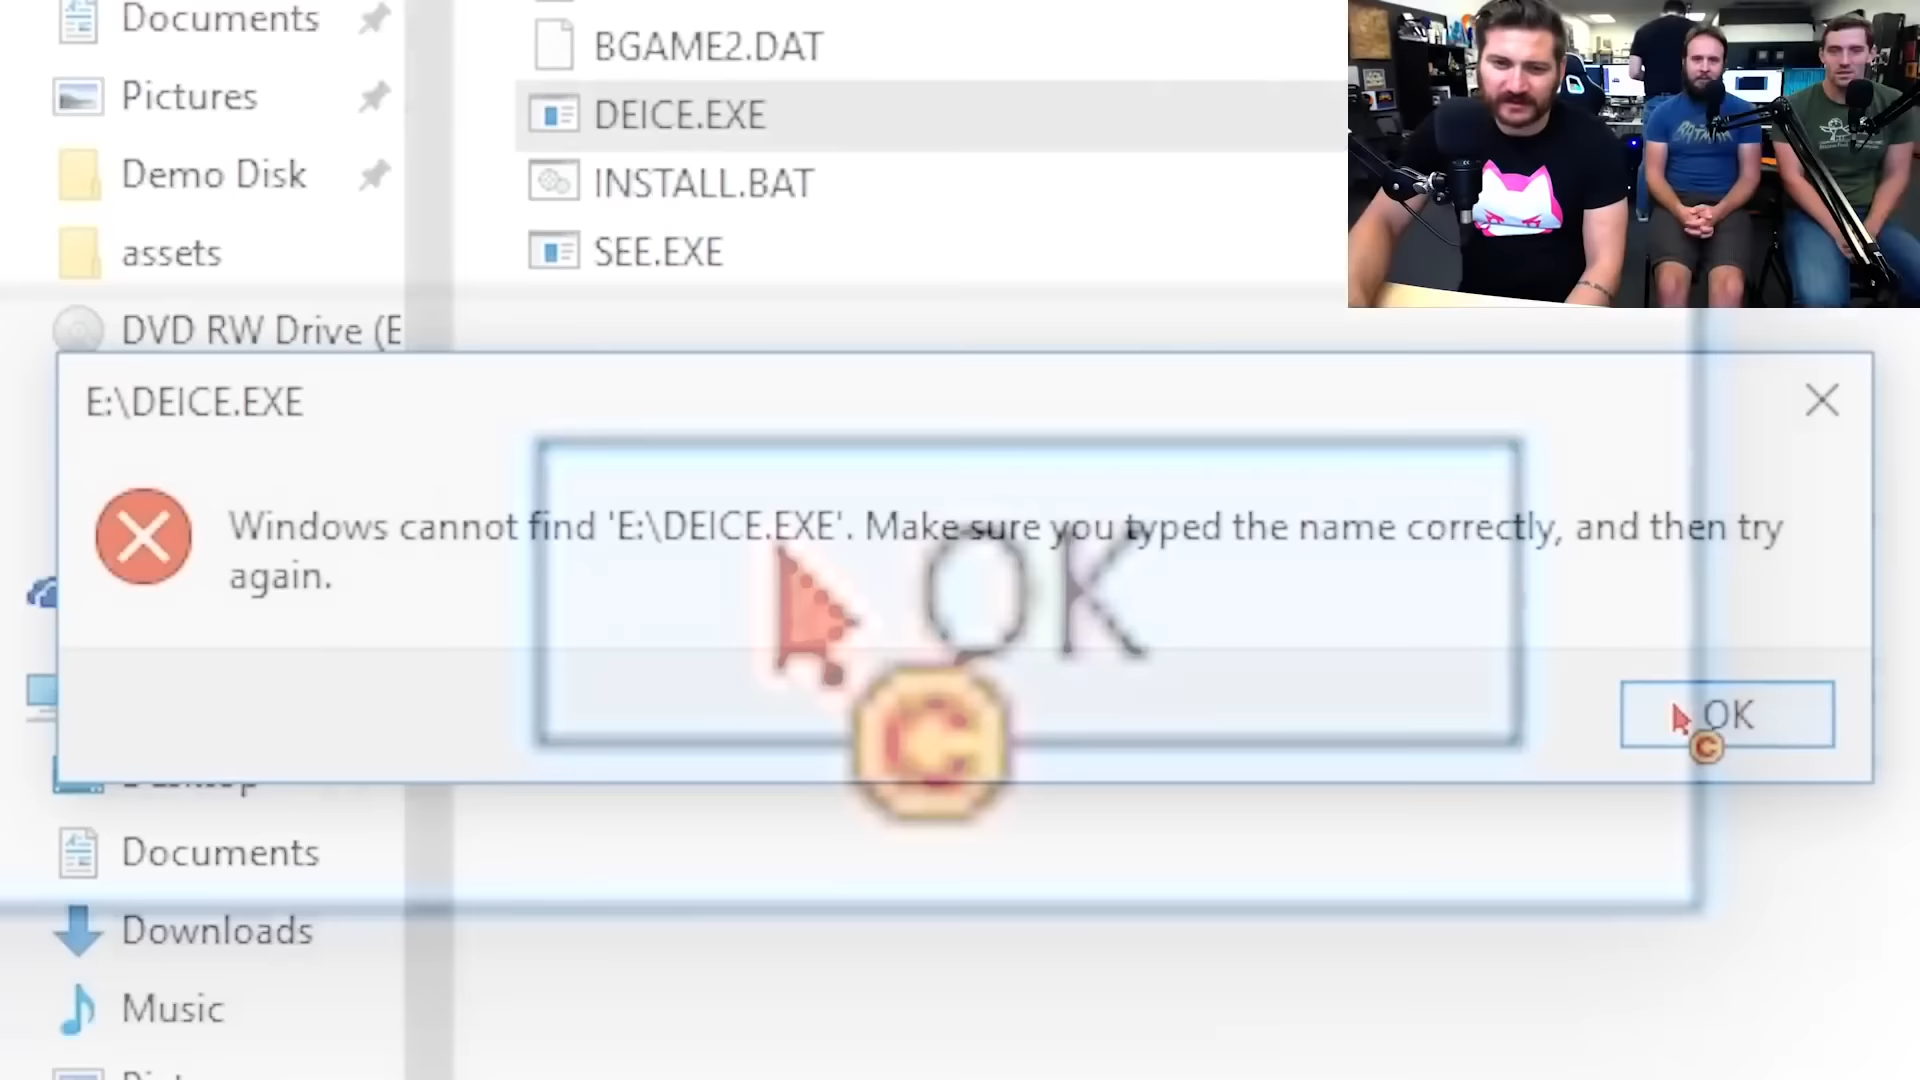 Documents
Pictures
Demo Disk
assets
DVD RW Drive (E
BGAME2.DAT
DEICE.EXE
INSTALL.BAT
SEE.EXE
BATMAN
E:\DEICE.EXE
Windows cannot find 'E:\DEICE.EXE'. Make sure you typed the name correctly, and then try
again.
OK
C
OK
C
Desktop
Documents
Downloads
Music